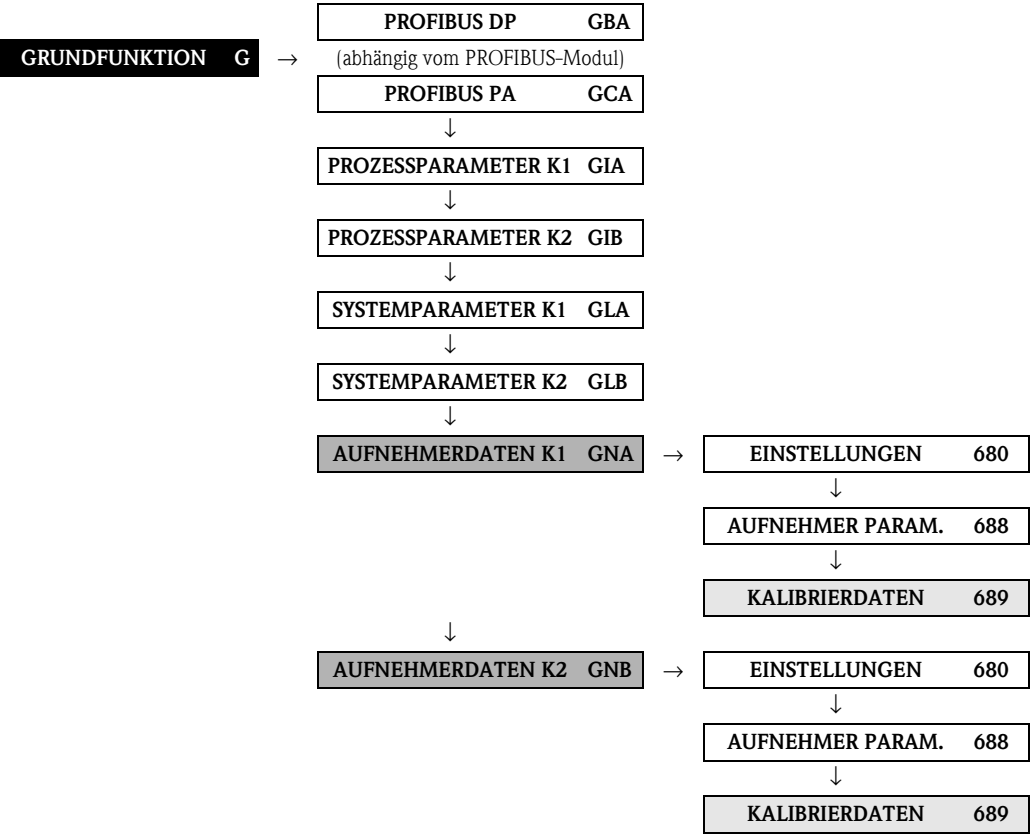 PROFIBUS DP GBA
GRUNDFUNKTION G → (abhängig vom PROFIBUS-Modul)
PROFIBUS PA GCA
↓
PROZESSPARAMETER K1 GIA
↓
PROZESSPARAMETER K2 GIB
↓
SYSTEMPARAMETER K1 GLA
↓
SYSTEMPARAMETER K2 GLB
↓
AUFNEHMERDATEN K1 GNA → EINSTELLUNGEN 680
↓
AUFNEHMER PARAM. 688
↓
KALIBRIERDATEN 689
↓
AUFNEHMERDATEN K2 GNB → EINSTELLUNGEN 680
↓
AUFNEHMER PARAM. 688
↓
KALIBRIERDATEN 689